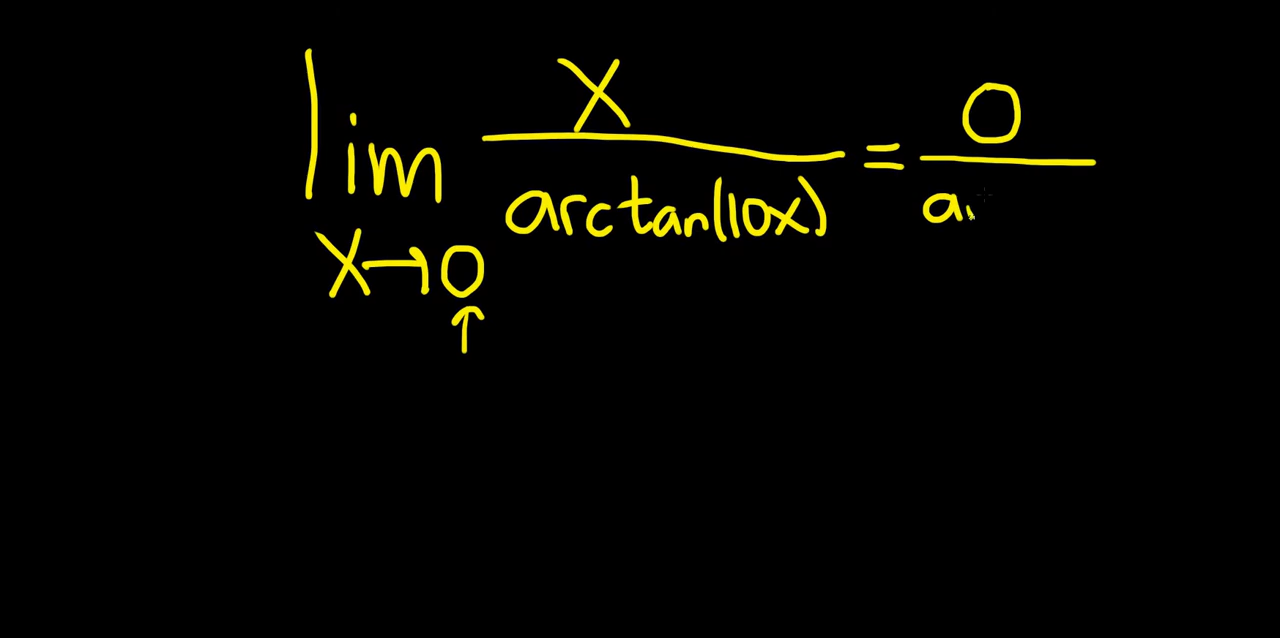 lim x/arctan(10x) = 0/a
x→0
↑